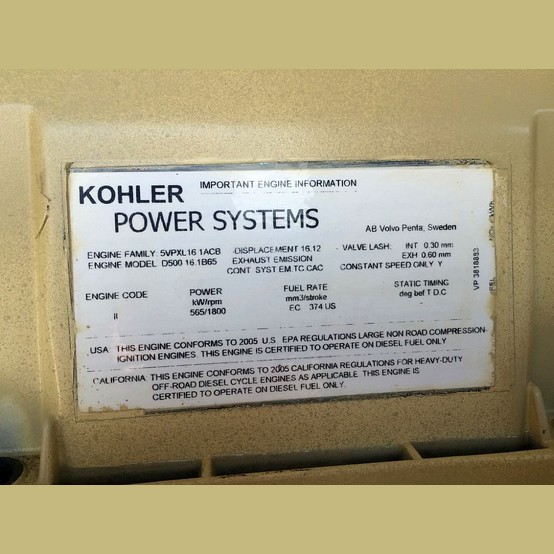 KOHLER IMPORTANT ENGINE INFORMATION
POWER SYSTEMS AB Volvo Penta, Sweden
ENGINE FAMILY 5VPXL16 1ACB DISPLACEMENT 16.12 VALVE LASH: INT 0.30 mm
ENGINE MODEL D500 16.1B65 EXHAUST EMISSION EXH 0.60 mm
CONT SYSTEM.TC.CAC CONSTANT SPEED ONLY Y
ENGINE CODE POWER FUEL RATE STATIC TIMING
kW/rpm mm3/stroke deg bef T D.C
II 565/1800 EC 374 US
USA THIS ENGINE CONFORMS TO 2005 U.S EPA REGULATIONS LARGE NON ROAD COMPRESSION-
IGNITION ENGINES. THIS ENGINE IS CERTIFIED TO OPERATE ON DIESEL FUEL ONLY
CALIFORNIA THIS ENGINE CONFORMS TO 2005 CALIFORNIA REGULATIONS FOR HEAVY-DUTY
OFF-ROAD DIESEL CYCLE ENGINES AS APPLICABLE. THIS ENGINE IS
CERTIFIED TO OPERATE ON DIESEL FUEL ONLY.
VP 3818883